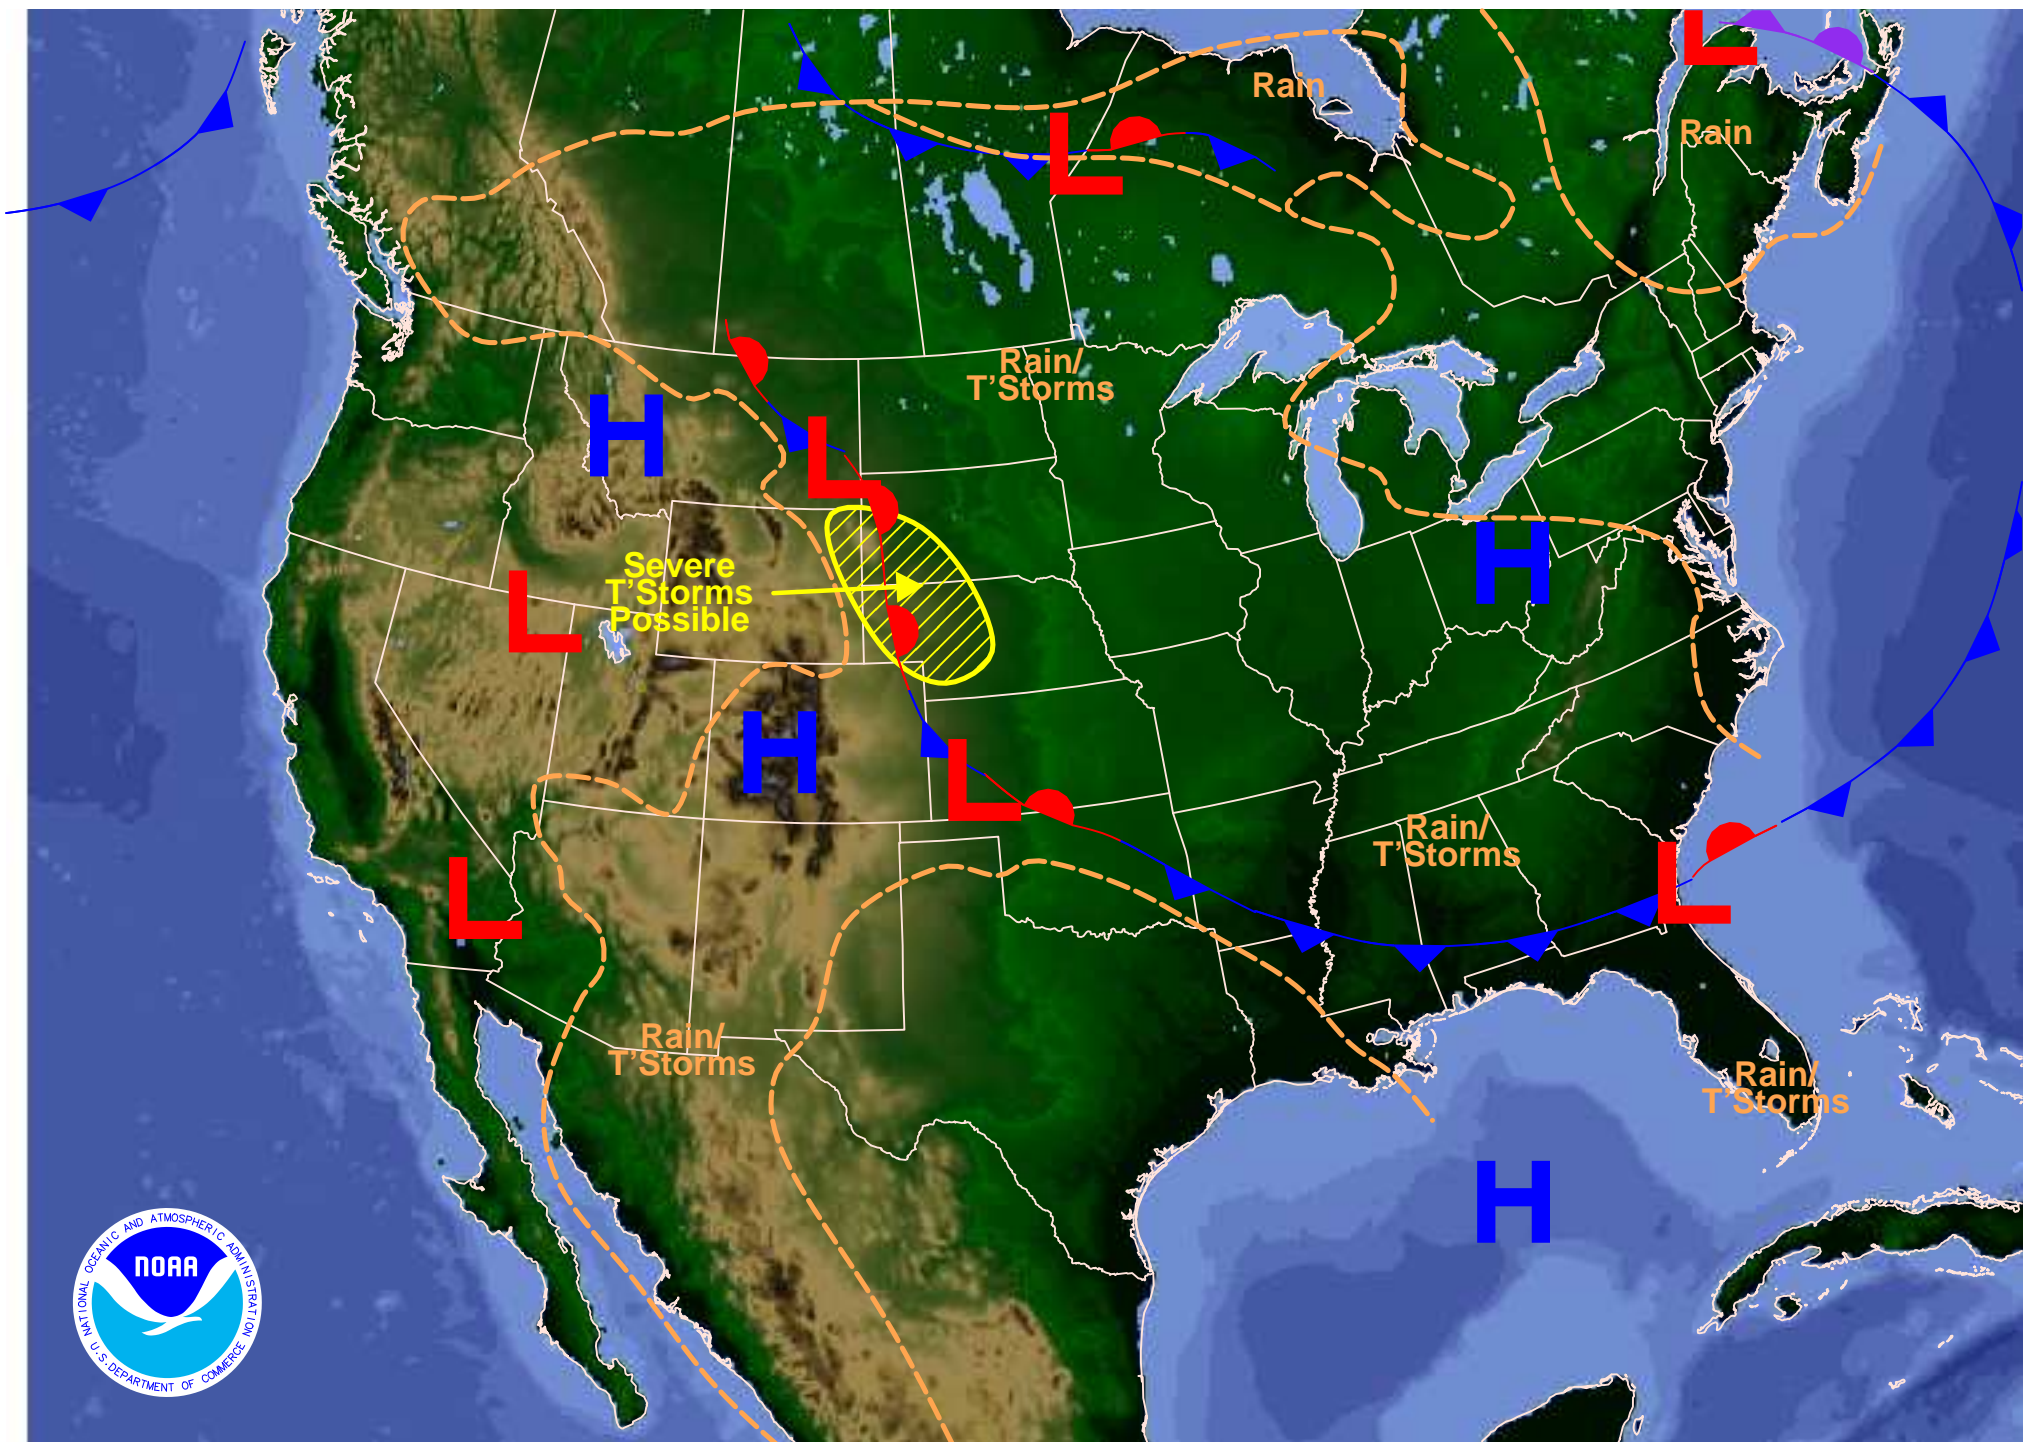 L
Rain
Rain
L
Rain/
T'Storms
H
L
Severe
T'Storms
Possible
H
L
H
L
Rain/
T'Storms
L
L
Rain/
T'Storms
Rain/
T'Storms
H
NATIONAL OCEANIC AND ATMOSPHERIC ADMINISTRATION
NOAA
U.S. DEPARTMENT OF COMMERCE